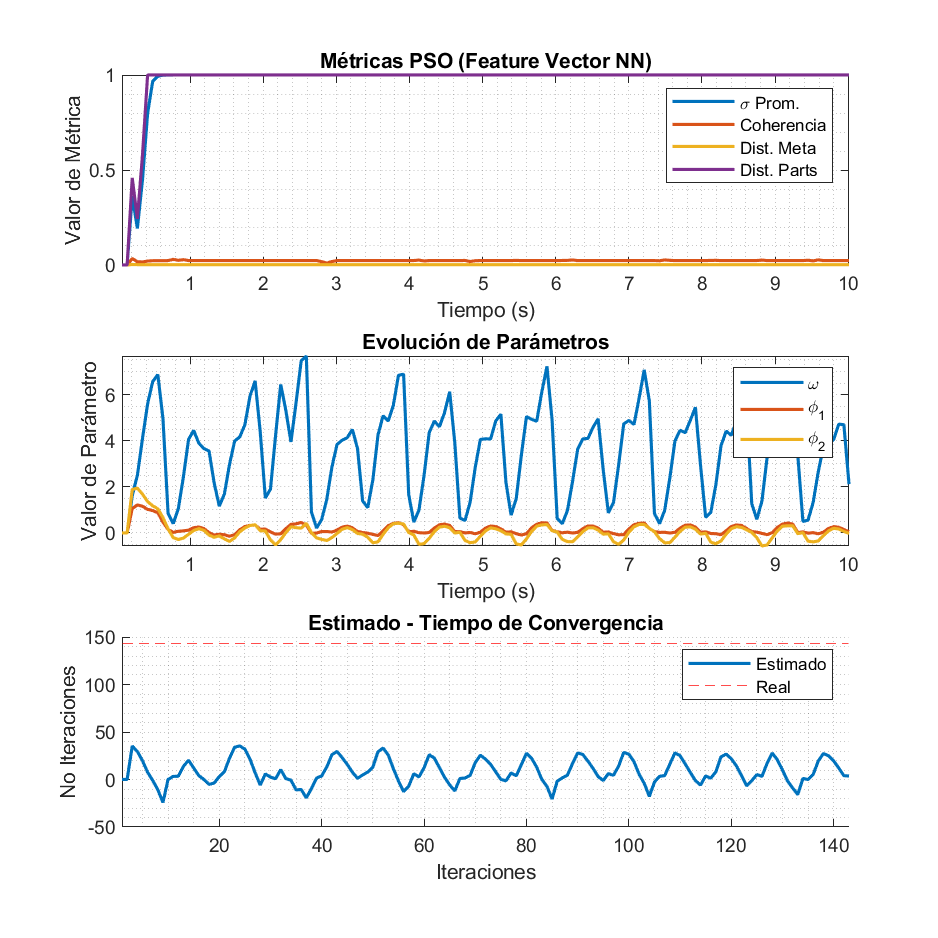 Métricas PSO (Feature Vector NN)
Valor de Métrica
1
0.5
0
σ Prom.
Coherencia
Dist. Meta
Dist. Parts
1 2 3 4 5 6 7 8 9 10
Tiempo (s)
Evolución de Parámetros
Valor de Parámetro
6
4
2
0
ω
ϕ1
ϕ2
1 2 3 4 5 6 7 8 9 10
Tiempo (s)
Estimado - Tiempo de Convergencia
No Iteraciones
150
100
50
0
-50
Estimado
Real
20 40 60 80 100 120 140
Iteraciones